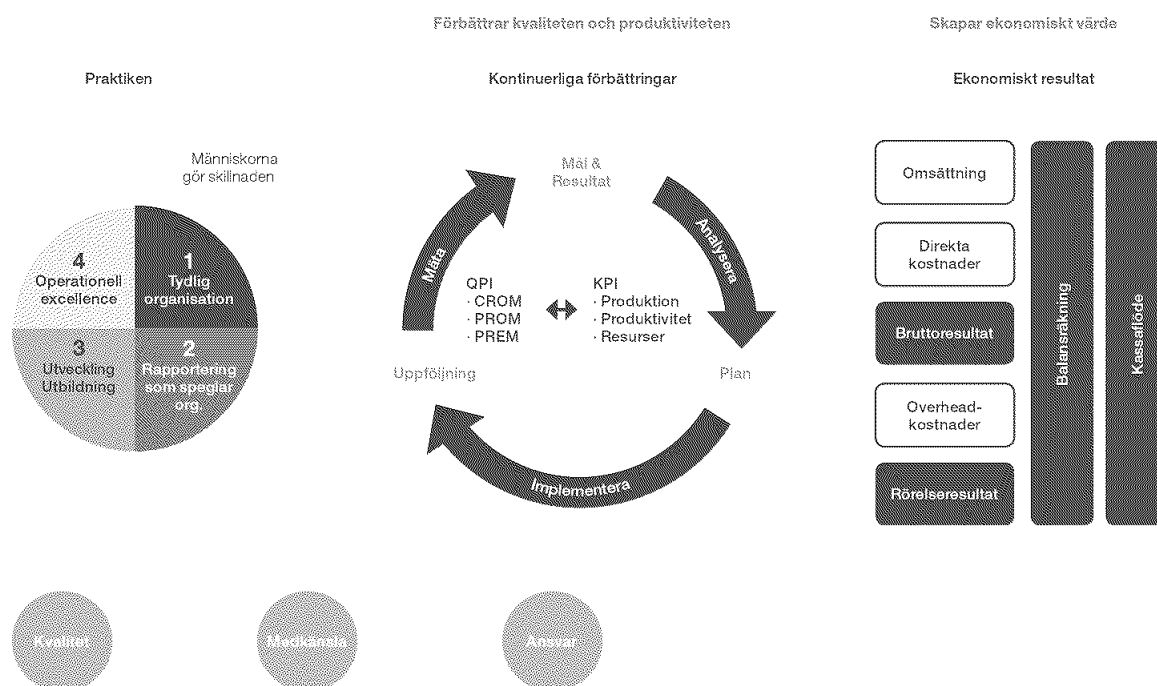 Förbättrar kvaliteten och produktiviteten
Skapar ekonomiskt värde
Praktiken
Kontinuerliga förbättringar
Ekonomiskt resultat
Människorna
gör skillnaden
4
Operationell
excellence
1
Tydlig
organisation
3
Utveckling
Utbildning
2
Rapportering
som speglar
org.
Mål &
Resultat
Analysera
Mäta
QPI
· CROM
· PROM
· PREM
KPI
· Produktion
· Produktivitet
· Resurser
Uppföljning
Plan
Implementera
Omsättning
Direkta
kostnader
Bruttoresultat
Overhead-
kostnader
Rörelseresultat
Balansräkning
Kassaflöde
Kvalitet
Medkänsla
Ansvar